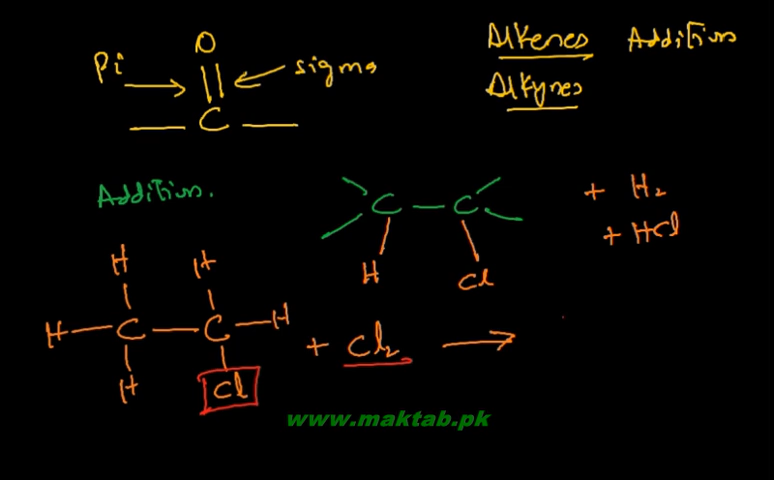 O
Pi
sigma
C
Alkenes Addition
Alkynes
Addition.
C — C
H Cl
+ H₂
+ HCl
H H
H — C — C — H
H Cl
+ Cl₂ →
www.maktab.pk